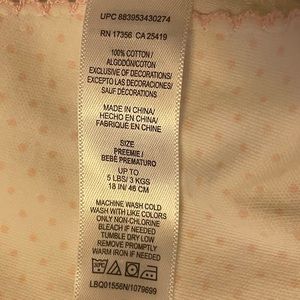 UPC 883953430274
RN 17356 CA 25419
100% COTTON/
ALGODÓN/COTON
EXCLUSIVE OF DECORATIONS/
EXCEPTO LAS DECORACIONES/
SAUF DÉCORATIONS
MADE IN CHINA/
HECHO EN CHINA/
FABRIQUÉ EN CHINE
SIZE
PREEMIE/
BEBÉ PREMATURO
UP TO
5 LBS/3 KGS
18 IN/46 CM
MACHINE WASH COLD
WASH WITH LIKE COLORS
ONLY NON-CHLORINE
BLEACH IF NEEDED
TUMBLE DRY LOW
REMOVE PROMPTLY
WARM IRON IF NEEDED
LBQ01556N/1079699